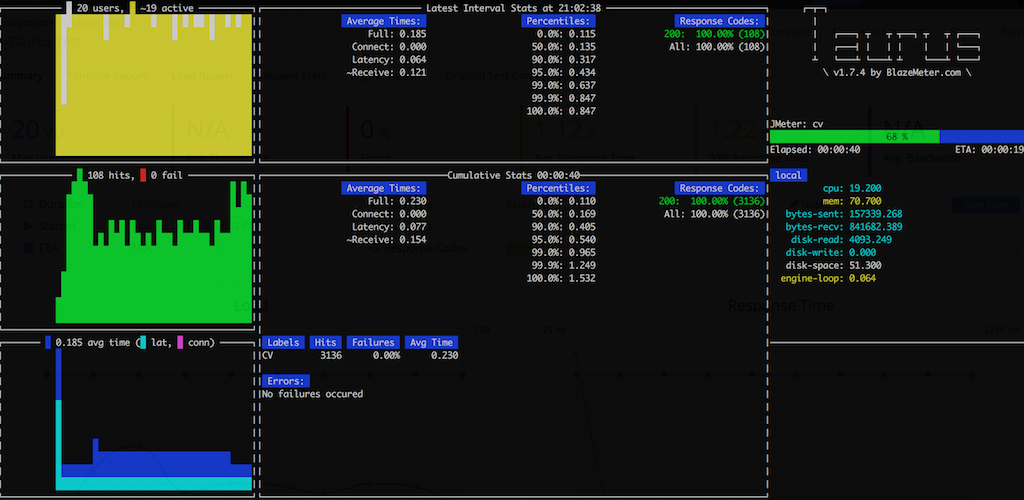 20 users, ~19 active
Latest Interval Stats at 21:02:38
Average Times:
Full: 0.185
Connect: 0.000
Latency: 0.064
~Receive: 0.121
Percentiles:
0.0%: 0.115
50.0%: 0.135
90.0%: 0.317
95.0%: 0.434
99.0%: 0.637
99.9%: 0.847
100.0%: 0.847
Response Codes:
200: 100.00% (108)
All: 100.00% (108)
Taurus
\ v1.7.4 by BlazeMeter.com \
JMeter: cv
68 %
Elapsed: 00:00:40 ETA: 00:00:19
108 hits, 0 fail
Cumulative Stats 00:00:40
Average Times:
Full: 0.230
Connect: 0.000
Latency: 0.077
~Receive: 0.154
Percentiles:
0.0%: 0.110
50.0%: 0.169
90.0%: 0.405
95.0%: 0.540
99.0%: 0.965
99.9%: 1.249
100.0%: 1.532
Response Codes:
200: 100.00% (3136)
All: 100.00% (3136)
local
cpu: 19.200
mem: 70.700
bytes-sent: 157339.268
bytes-recv: 841682.389
disk-read: 4093.249
disk-write: 0.000
disk-space: 51.300
engine-loop: 0.064
0.185 avg time ( lat, conn)
Labels Hits Failures Avg Time
CV 3136 0.00% 0.230
Errors:
No failures occured
Response Time